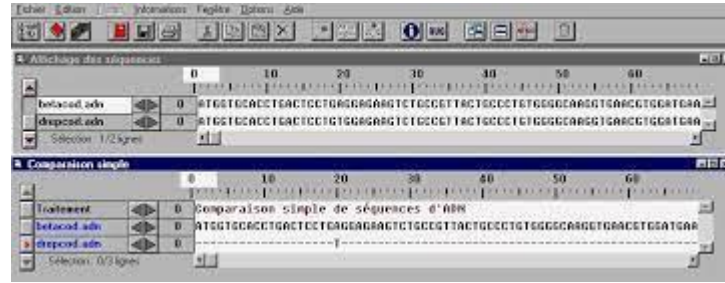 Fichier Edition Informations Fenêtre Options Aide
Affichage des séquences
0 10 20 30 40 50 60
betacod.adn 0 ATGGTGCACCTGACTCCTGAGGAGAAGTCTGCCGTTACTGCCCTGTGGGGCAAGGTGAACGTGGATGAA
drepcod.adn 0 ATGGTGCACCTGACTCCTGTGGAGAAGTCTGCCGTTACTGCCCTGTGGGGCAAGGTGAACGTGGATGAA
Sélection: 1/2 lignes
Comparaison simple
0 10 20 30 40 50 60
Traitement 0 Comparaison simple de séquences d'ADN
betacod.adn 0 ATGGTGCACCTGACTCCTGAGGAGAAGTCTGCCGTTACTGCCCTGTGGGGCAAGGTGAACGTGGATGAA
drepcod.adn 0 -------------------T-------------------------------------------------
Sélection: 0/3 lignes